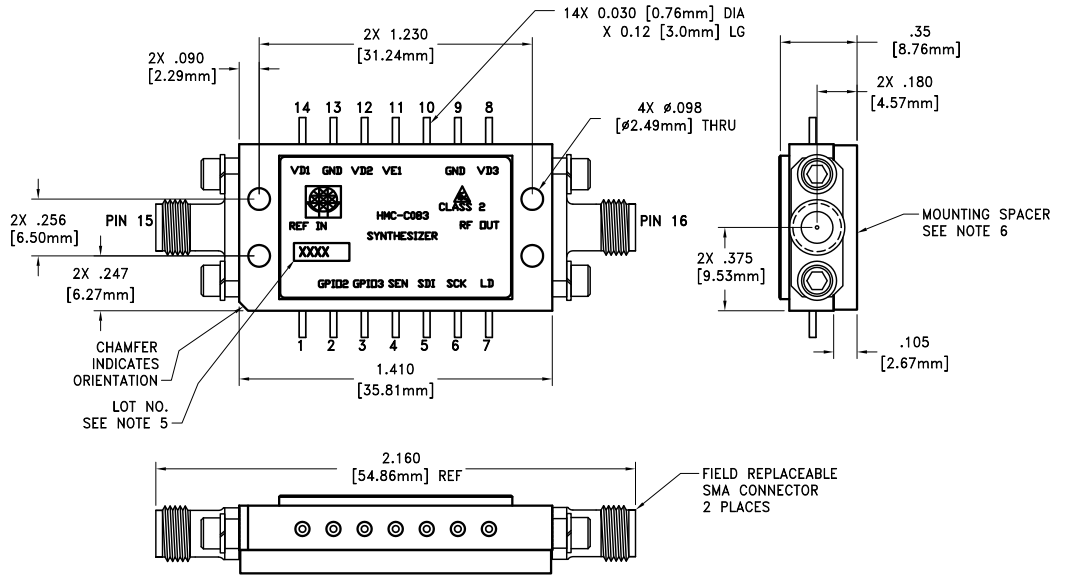 14X 0.030 [0.76mm] DIA
X 0.12 [3.0mm] LG
2X 1.230
[31.24mm]
2X .090
[2.29mm]
14 13 12 11 10 9 8
4X ø.098
[ø2.49mm] THRU
VD1 GND VD2 VE1 GND VD3
CLASS 2
HMC-C083
REF IN
RF OUT
SYNTHESIZER
XXXX
GPIO2 GPIO3 SEN SDI SCK LD
PIN 15
PIN 16
2X .256
[6.50mm]
2X .247
[6.27mm]
1 2 3 4 5 6 7
CHAMFER
INDICATES
ORIENTATION
1.410
[35.81mm]
LOT NO.
SEE NOTE 5
.35
[8.76mm]
2X .180
[4.57mm]
MOUNTING SPACER
SEE NOTE 6
2X .375
[9.53mm]
.105
[2.67mm]
2.160
[54.86mm] REF
FIELD REPLACEABLE
SMA CONNECTOR
2 PLACES